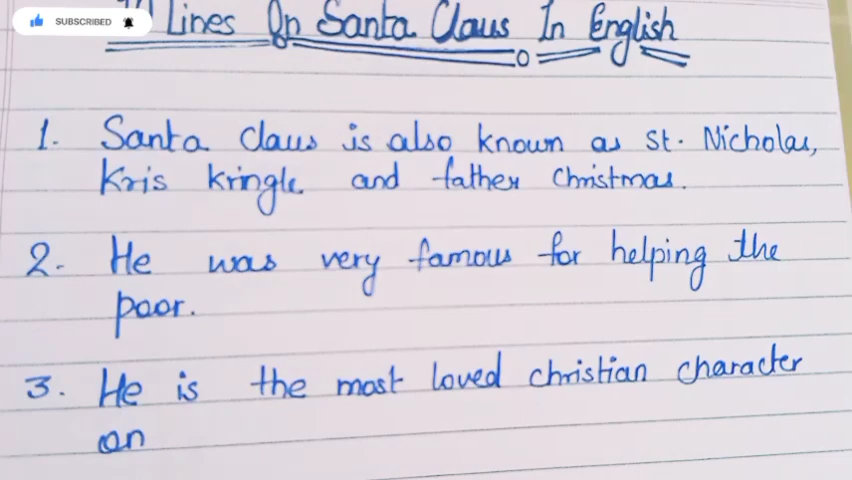 SUBSCRIBED
Lines On Santa Claus In English
1. Santa Claus is also known as St. Nicholas,
Kris kringle and father Christmas.
2. He was very famous for helping the
poor.
3. He is the most loved christian character
on